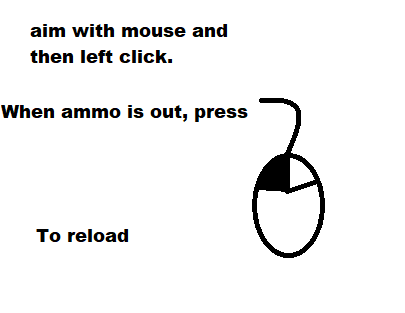 aim with mouse and
then left click.
When ammo is out, press
To reload